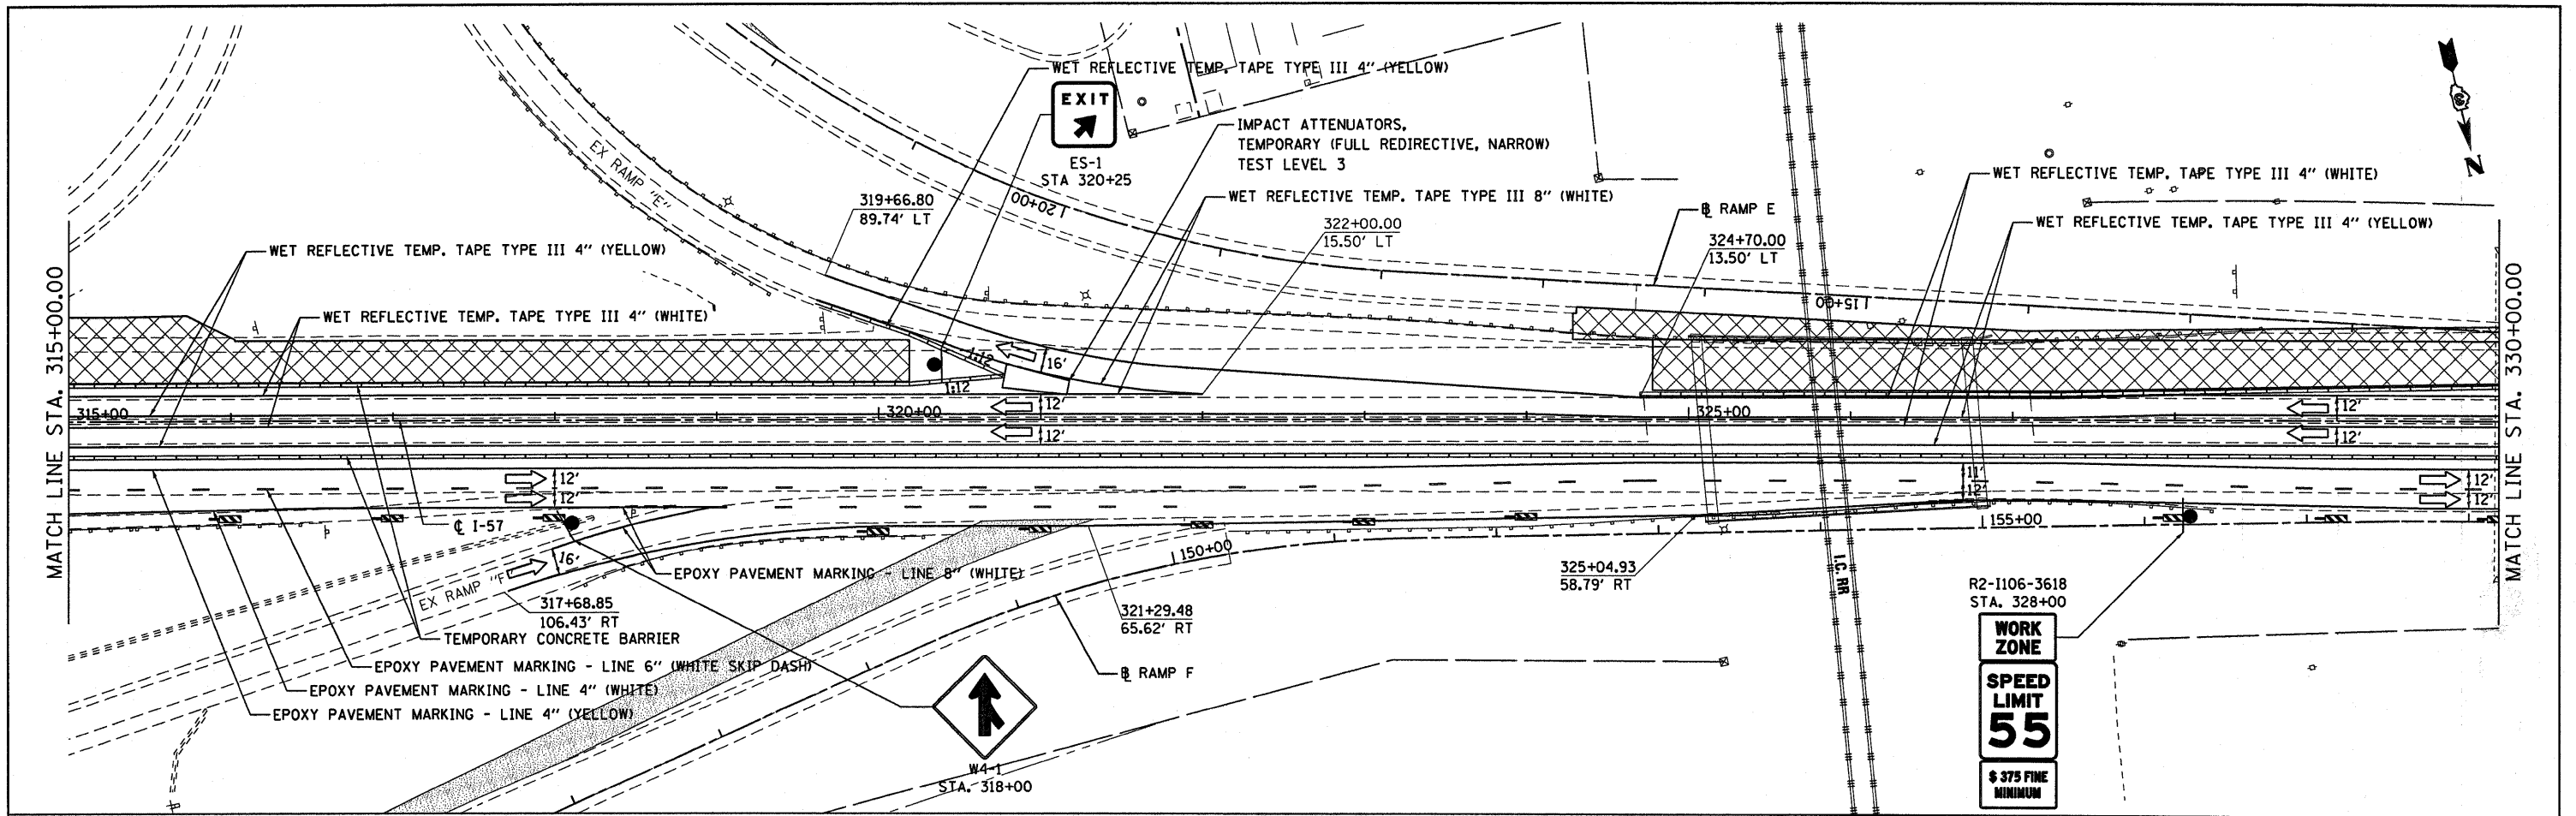 WET REFLECTIVE TEMP. TAPE TYPE III 4" (YELLOW)
EXIT
ES-1
STA 320+25
IMPACT ATTENUATORS,
TEMPORARY (FULL REDIRECTIVE, NARROW)
TEST LEVEL 3
WET REFLECTIVE TEMP. TAPE TYPE III 8" (WHITE)
EX RAMP "E"
319+66.80
89.74' LT
120+00
322+00.00
15.50' LT
℄ RAMP E
324+70.00
13.50' LT
WET REFLECTIVE TEMP. TAPE TYPE III 4" (WHITE)
WET REFLECTIVE TEMP. TAPE TYPE III 4" (YELLOW)
N
WET REFLECTIVE TEMP. TAPE TYPE III 4" (YELLOW)
WET REFLECTIVE TEMP. TAPE TYPE III 4" (WHITE)
115+00
MATCH LINE STA. 315+00.00
MATCH LINE STA. 330+00.00
1:12
16'
1:12
315+00
320+00
12'
325+00
12'
12'
12'
12'
12'
11'
12'
12'
12'
℄ I-57
155+00
150+00
16'
EX RAMP "F"
EPOXY PAVEMENT MARKING - LINE 8" (WHITE)
317+68.85
106.43' RT
TEMPORARY CONCRETE BARRIER
EPOXY PAVEMENT MARKING - LINE 6" (WHITE SKIP DASH)
EPOXY PAVEMENT MARKING - LINE 4" (WHITE)
EPOXY PAVEMENT MARKING - LINE 4" (YELLOW)
321+29.48
65.62' RT
℄ RAMP F
W4-1
STA. 318+00
325+04.93
58.79' RT
I.C. RR
R2-I106-3618
STA. 328+00
WORK
ZONE
SPEED
LIMIT
55
$ 375 FINE
MINIMUM